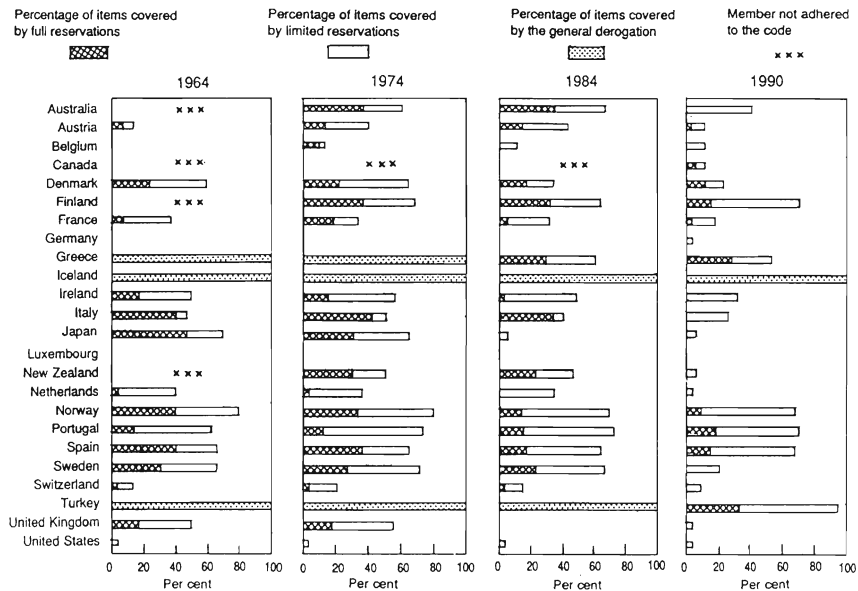 Percentage of items covered
by full reservations
Percentage of items covered
by limited reservations
Percentage of items covered
by the general derogation
Member not adhered
to the code
x x x
1964
1974
1984
1990
Australia
x x x
Austria
Belgium
Canada
x x x
x x x
x x x
Denmark
Finland
x x x
France
Germany
Greece
Iceland
Ireland
Italy
Japan
Luxembourg
New Zealand
x x x
Netherlands
Norway
Portugal
Spain
Sweden
Switzerland
Turkey
United Kingdom
United States
0 20 40 60 80 100
0 20 40 60 80 100
0 20 40 60 80 100
0 20 40 60 80 100
Per cent
Per cent
Per cent
Per cent